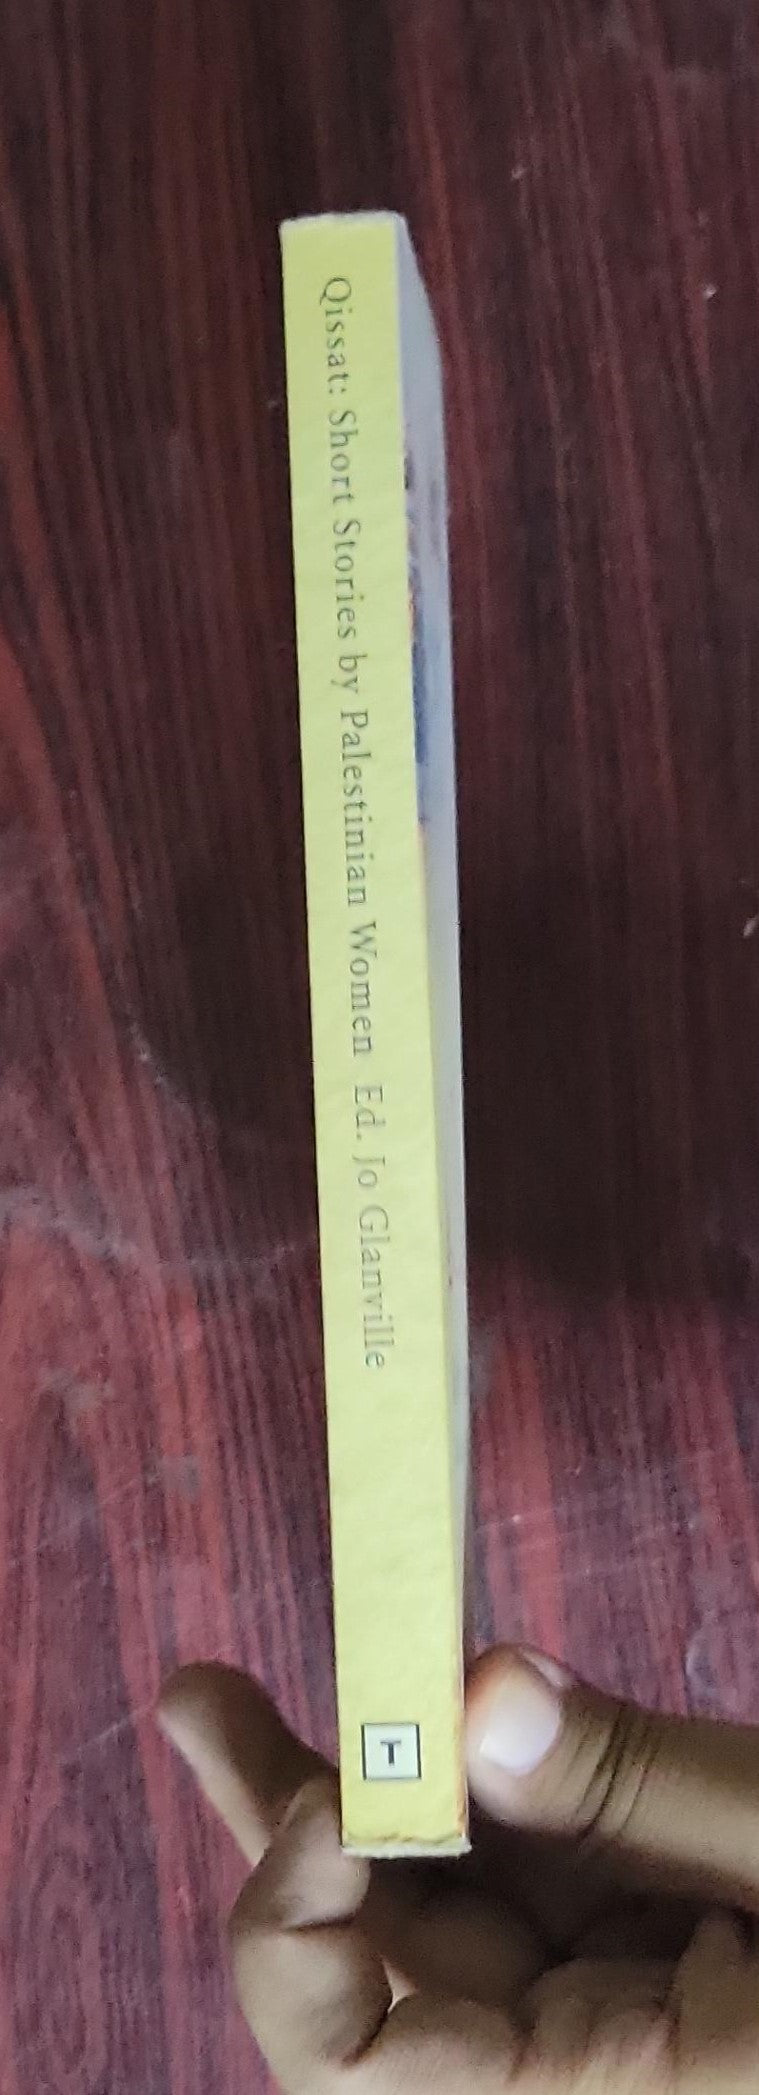 Qissat: Short Stories by Palestinian Women Ed. Jo Glanville
T